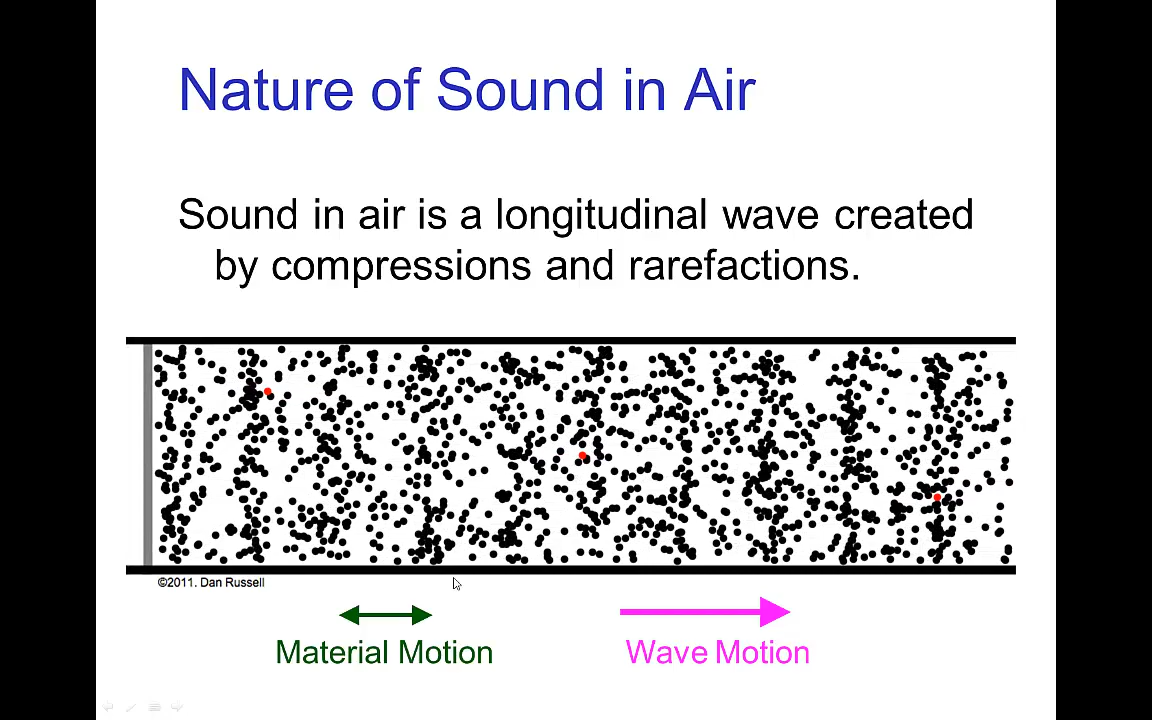 Nature of Sound in Air
Sound in air is a longitudinal wave created
by compressions and rarefactions.
©2011. Dan Russell
Material Motion
Wave Motion